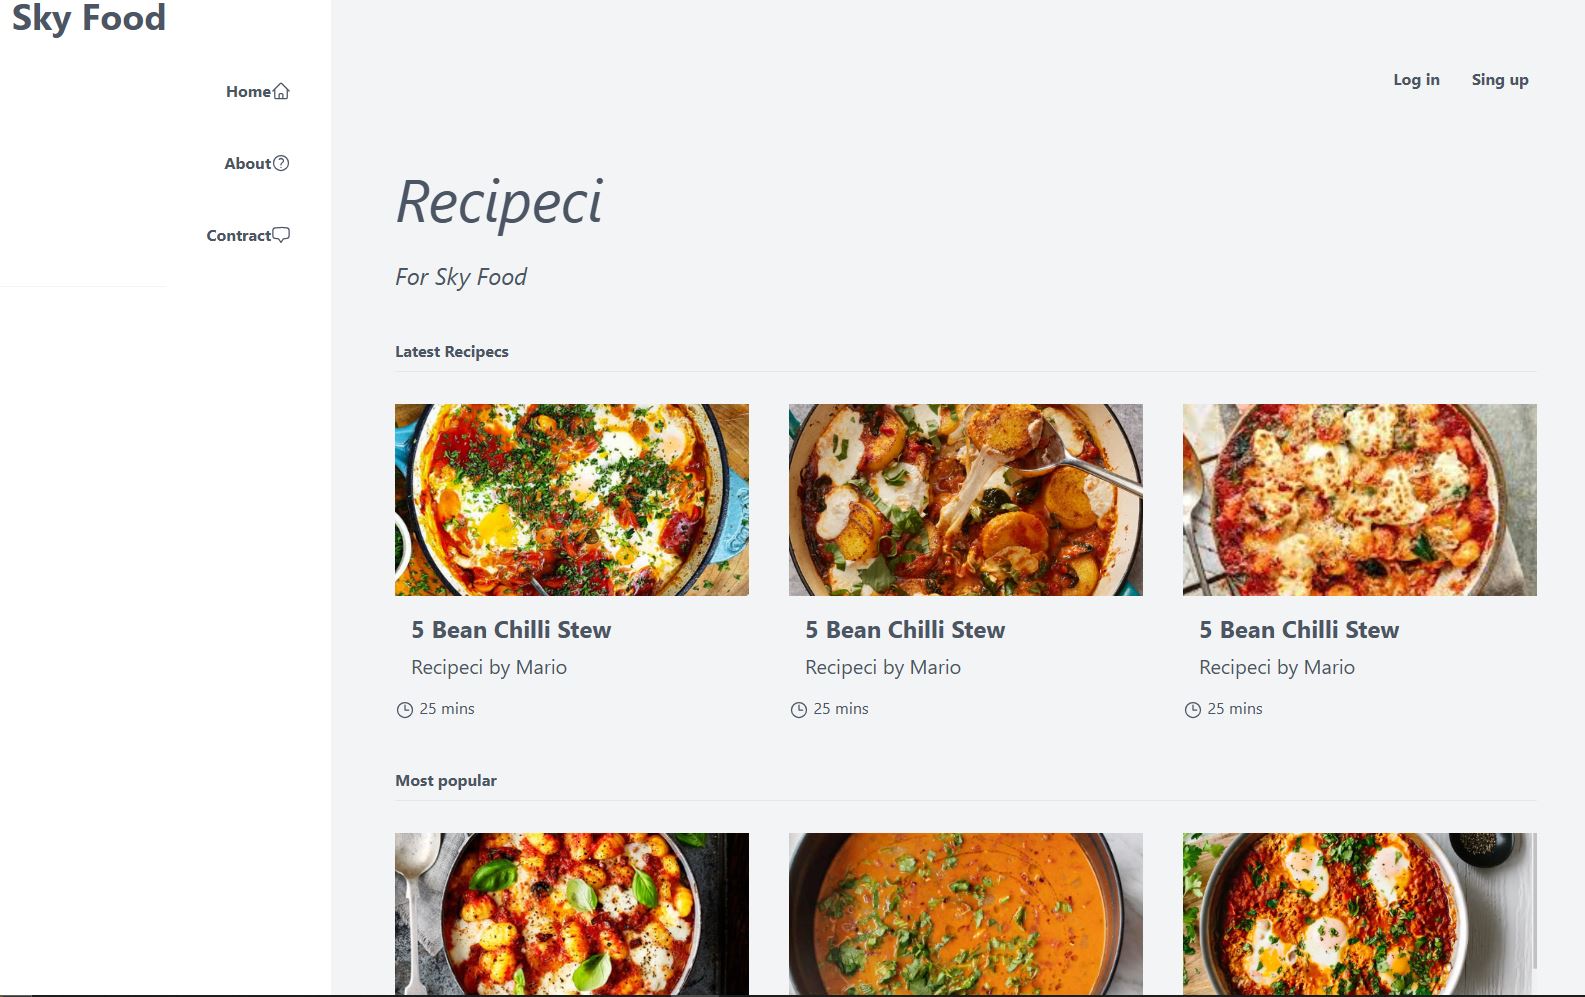 Sky Food
Home
About
Contract
Log in
Sing up
Recipeci
For Sky Food
Latest Recipecs
5 Bean Chilli Stew
Recipeci by Mario
25 mins
5 Bean Chilli Stew
Recipeci by Mario
25 mins
5 Bean Chilli Stew
Recipeci by Mario
25 mins
Most popular